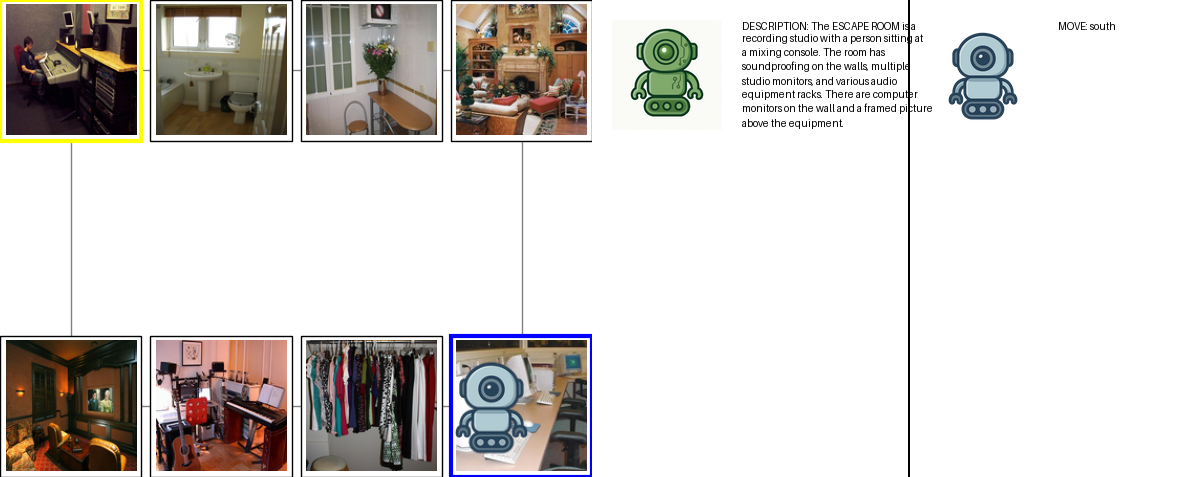 DESCRIPTION: The ESCAPE ROOM is a
recording studio with a person sitting at
a mixing console. The room has
soundproofing on the walls, multiple
studio monitors, and various audio
equipment racks. There are computer
monitors on the wall and a framed picture
above the equipment.
MOVE: south